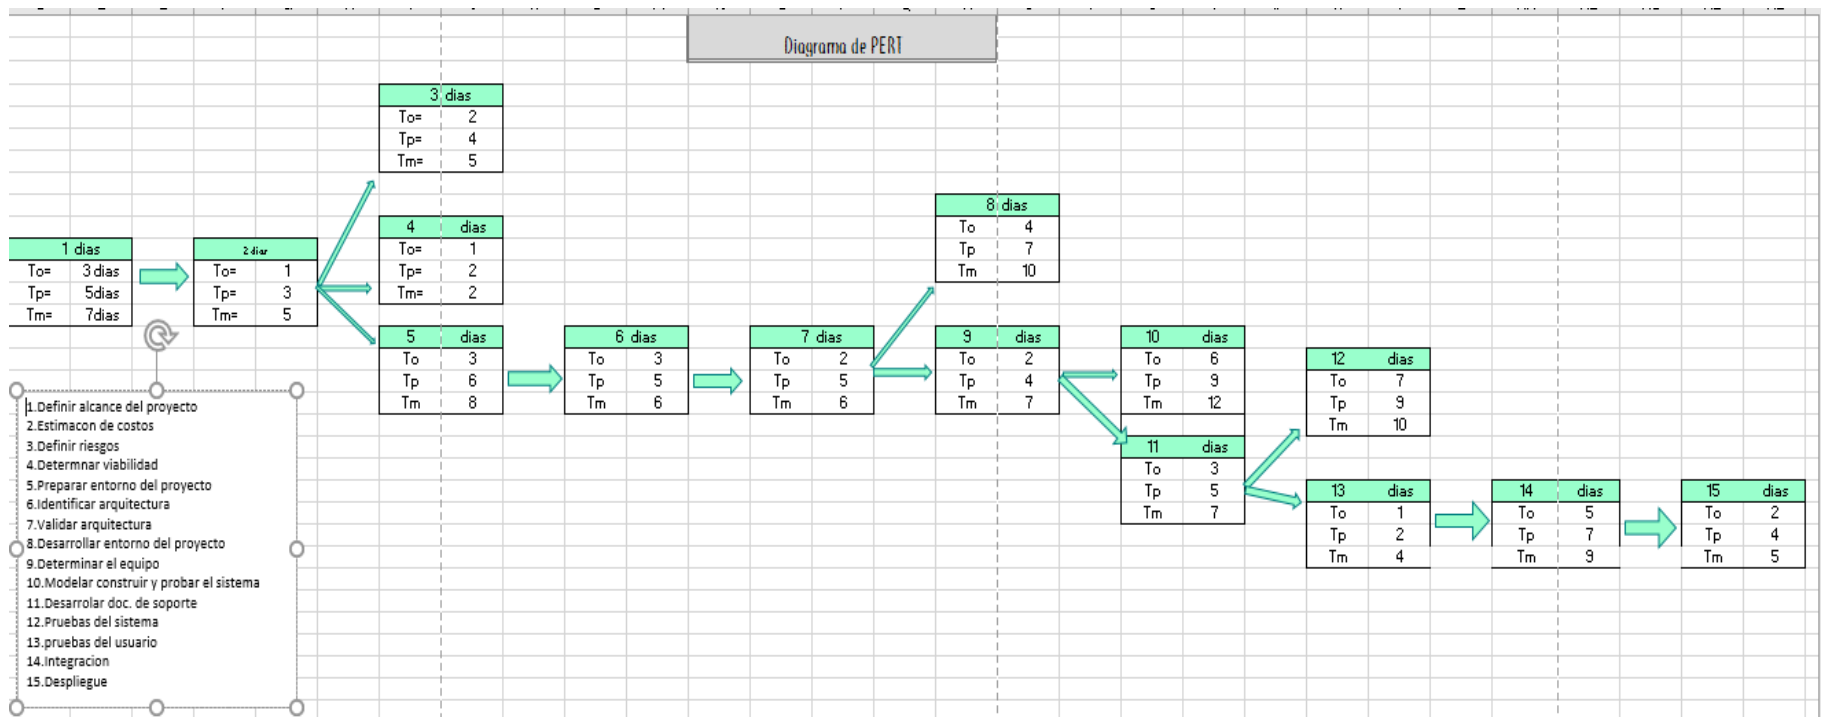 Diagrama de PERT
3 dias
To= 2
Tp= 4
Tm= 5
8 dias
To 4
Tp 7
Tm 10
4 dias
To= 1
Tp= 2
Tm= 2
1 dias
To= 3 dias
Tp= 5dias
Tm= 7dias
2 dias
To= 1
Tp= 3
Tm= 5
5 dias
To 3
Tp 6
Tm 8
6 dias
To 3
Tp 5
Tm 6
7 dias
To 2
Tp 5
Tm 6
9 dias
To 2
Tp 4
Tm 7
10 dias
To 6
Tp 9
Tm 12
12 dias
To 7
Tp 9
Tm 10
11 dias
To 3
Tp 5
Tm 7
13 dias
To 1
Tp 2
Tm 4
14 dias
To 5
Tp 7
Tm 9
15 dias
To 2
Tp 4
Tm 5
1.Definir alcance del proyecto
2.Estimacon de costos
3.Definir riesgos
4.Determnar viabilidad
5.Preparar entorno del proyecto
6.Identificar arquitectura
7.Validar arquitectura
8.Desarrollar entorno del proyecto
9.Determinar el equipo
10.Modelar construir y probar el sistema
11.Desarrolar doc. de soporte
12.Pruebas del sistema
13.pruebas del usuario
14.Integracion
15.Despliegue